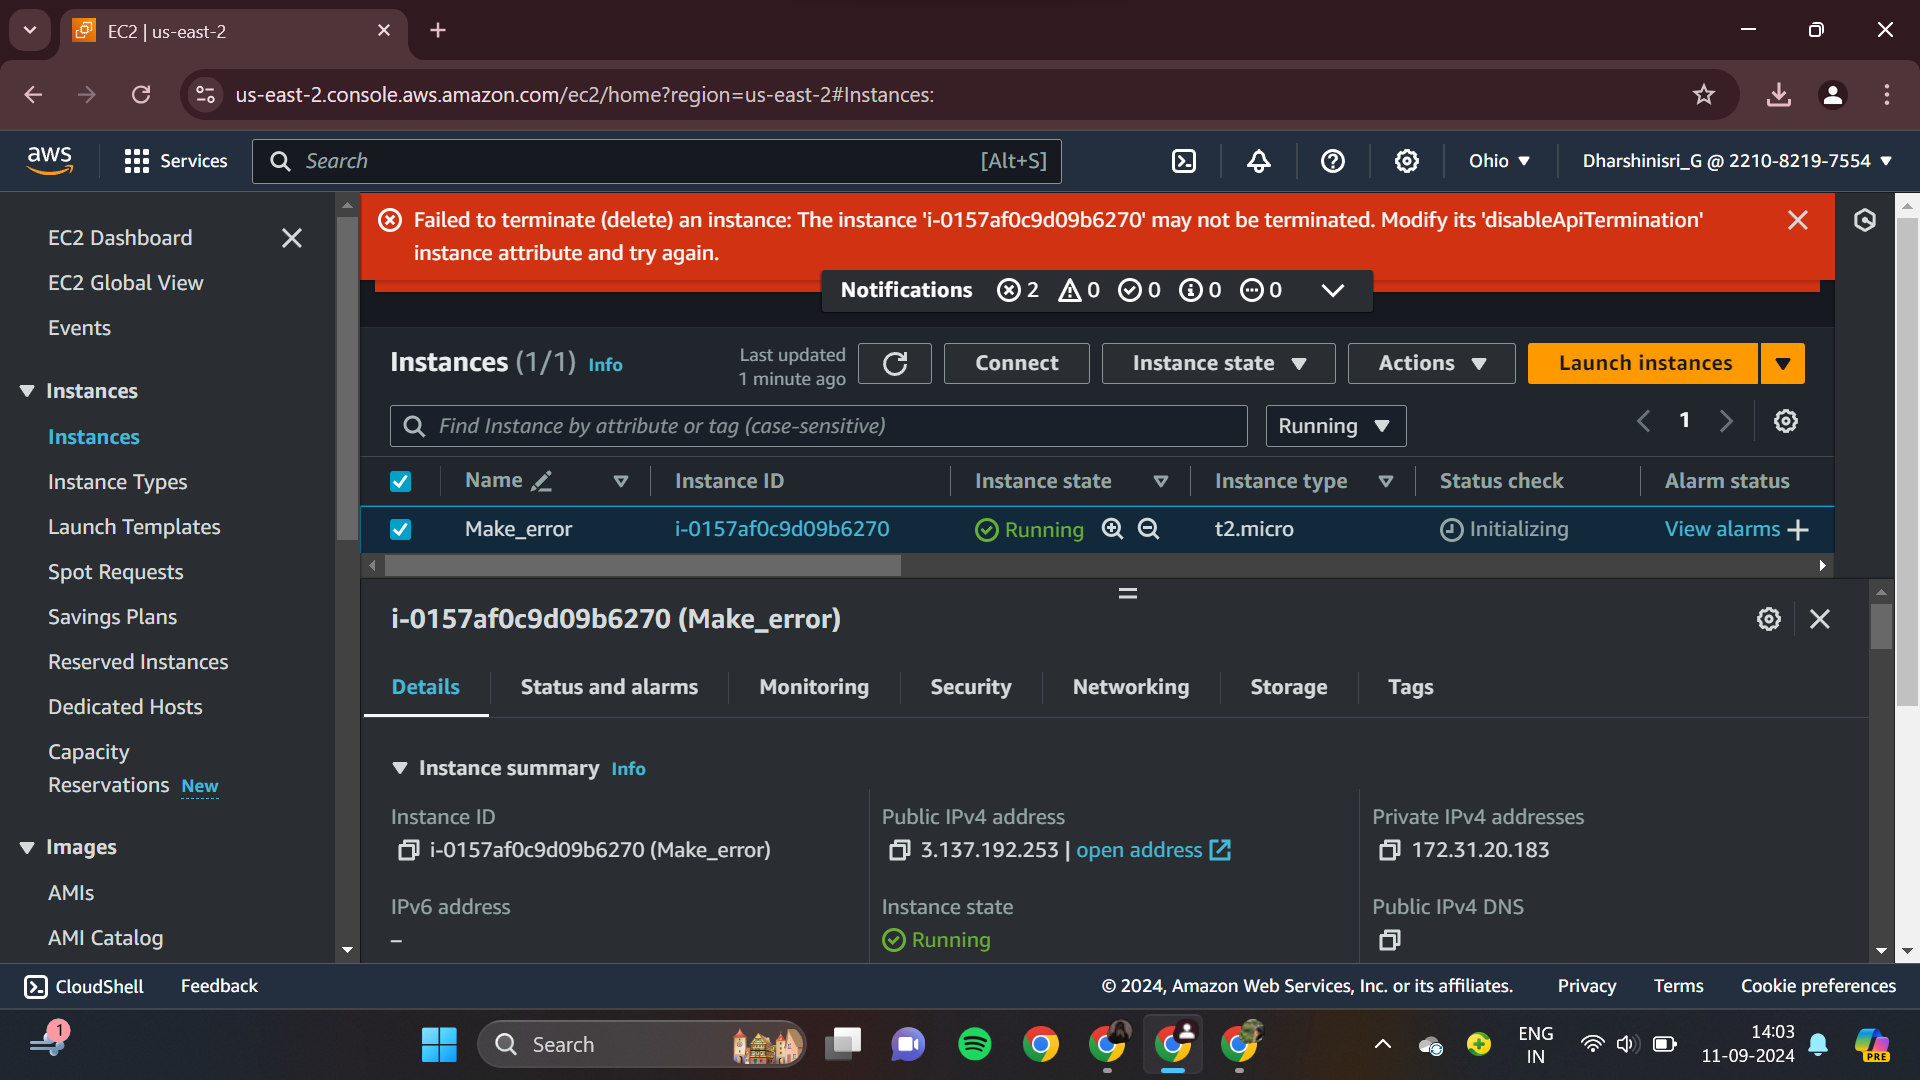 EC2 | us-east-2
us-east-2.console.aws.amazon.com/ec2/home?region=us-east-2#Instances:
aws
Services
Search
[Alt+S]
Ohio
Dharshinisri_G @ 2210-8219-7554
EC2 Dashboard
EC2 Global View
Events
Instances
Instances
Instance Types
Launch Templates
Spot Requests
Savings Plans
Reserved Instances
Dedicated Hosts
Capacity
Reservations New
Images
AMIs
AMI Catalog
Failed to terminate (delete) an instance: The instance 'i-0157af0c9d09b6270' may not be terminated. Modify its 'disableApiTermination'
instance attribute and try again.
Notifications 2 0 0 0 0
Instances (1/1) Info
Last updated
1 minute ago
Connect
Instance state
Actions
Launch instances
Find Instance by attribute or tag (case-sensitive)
Running
1
Name Instance ID Instance state Instance type Status check Alarm status
Make_error i-0157af0c9d09b6270 Running t2.micro Initializing View alarms
i-0157af0c9d09b6270 (Make_error)
Details Status and alarms Monitoring Security Networking Storage Tags
Instance summary Info
Instance ID
i-0157af0c9d09b6270 (Make_error)
Public IPv4 address
3.137.192.253 | open address
Private IPv4 addresses
172.31.20.183
IPv6 address
–
Instance state
Running
Public IPv4 DNS
CloudShell Feedback © 2024, Amazon Web Services, Inc. or its affiliates. Privacy Terms Cookie preferences
1
Search
ENG
IN
14:03
11-09-2024
PRE